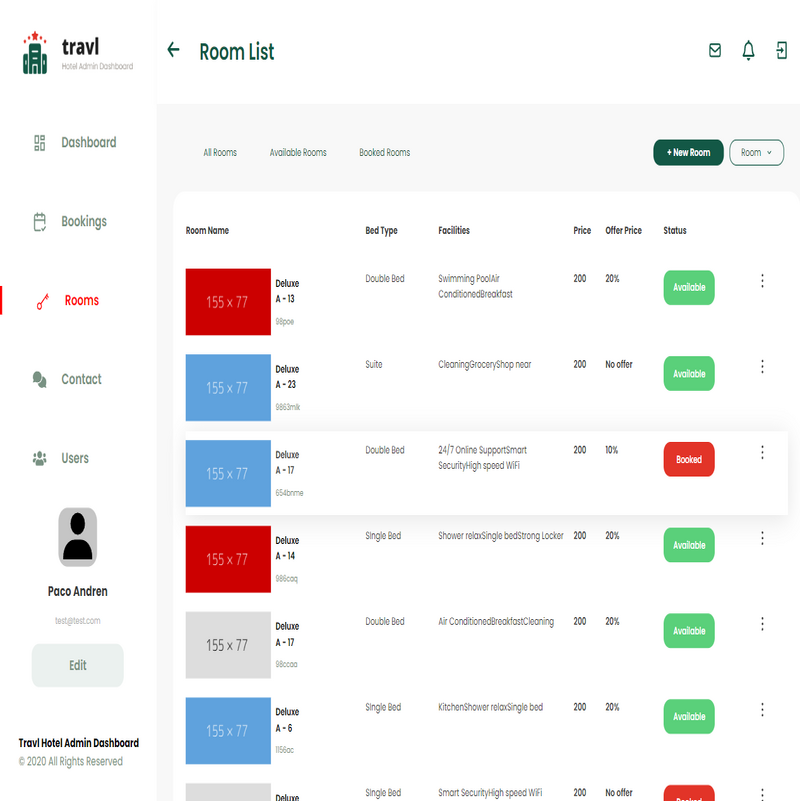 travl
Hotel Admin Dashboard
Room List
Dashboard
Bookings
Rooms
Contact
Users
Paco Andren
test@test.com
Edit
Travl Hotel Admin Dashboard
© 2020 All Rights Reserved
All Rooms Available Rooms Booked Rooms + New Room Room
Room Name Bed Type Facilities Price Offer Price Status
155 x 77
Deluxe
A - 13
98poe
Double Bed
Swimming PoolAir
ConditionedBreakfast
200 20% Available
155 x 77
Deluxe
A - 23
9863mlk
Suite CleaningGroceryShop near 200 No offer Available
155 x 77
Deluxe
A - 17
654bnme
Double Bed
24/7 Online SupportSmart
SecurityHigh speed WiFi
200 10% Booked
155 x 77
Deluxe
A - 14
986caq
SIngle Bed Shower relaxSingle bedStrong Locker 200 20% Available
155 x 77
Deluxe
A - 17
98ccaa
Double Bed Air ConditionedBreakfastCleaning 200 20% Available
155 x 77
Deluxe
A - 6
1156ac
SIngle Bed KitchenShower relaxSingle bed 200 20% Available
Deluxe
SIngle Bed Smart SecurityHigh speed WiFi 200 No offer Booked